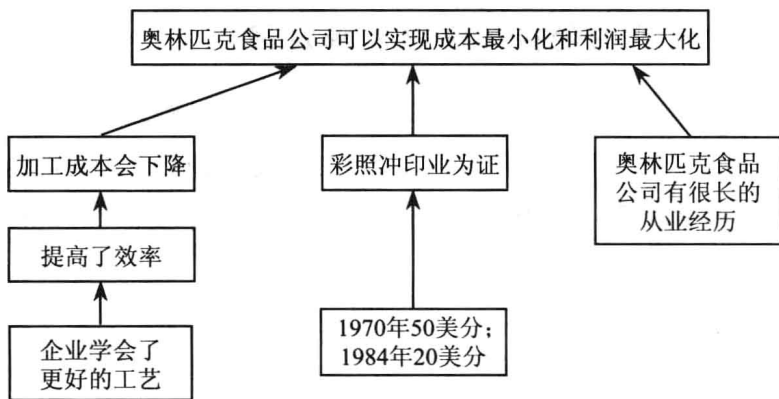 奥林匹克食品公司可以实现成本最小化和利润最大化
加工成本会下降
彩照冲印业为证
奥林匹克食品
公司有很长的
从业经历
提高了效率
企业学会了
更好的工艺
1970年50美分；
1984年20美分